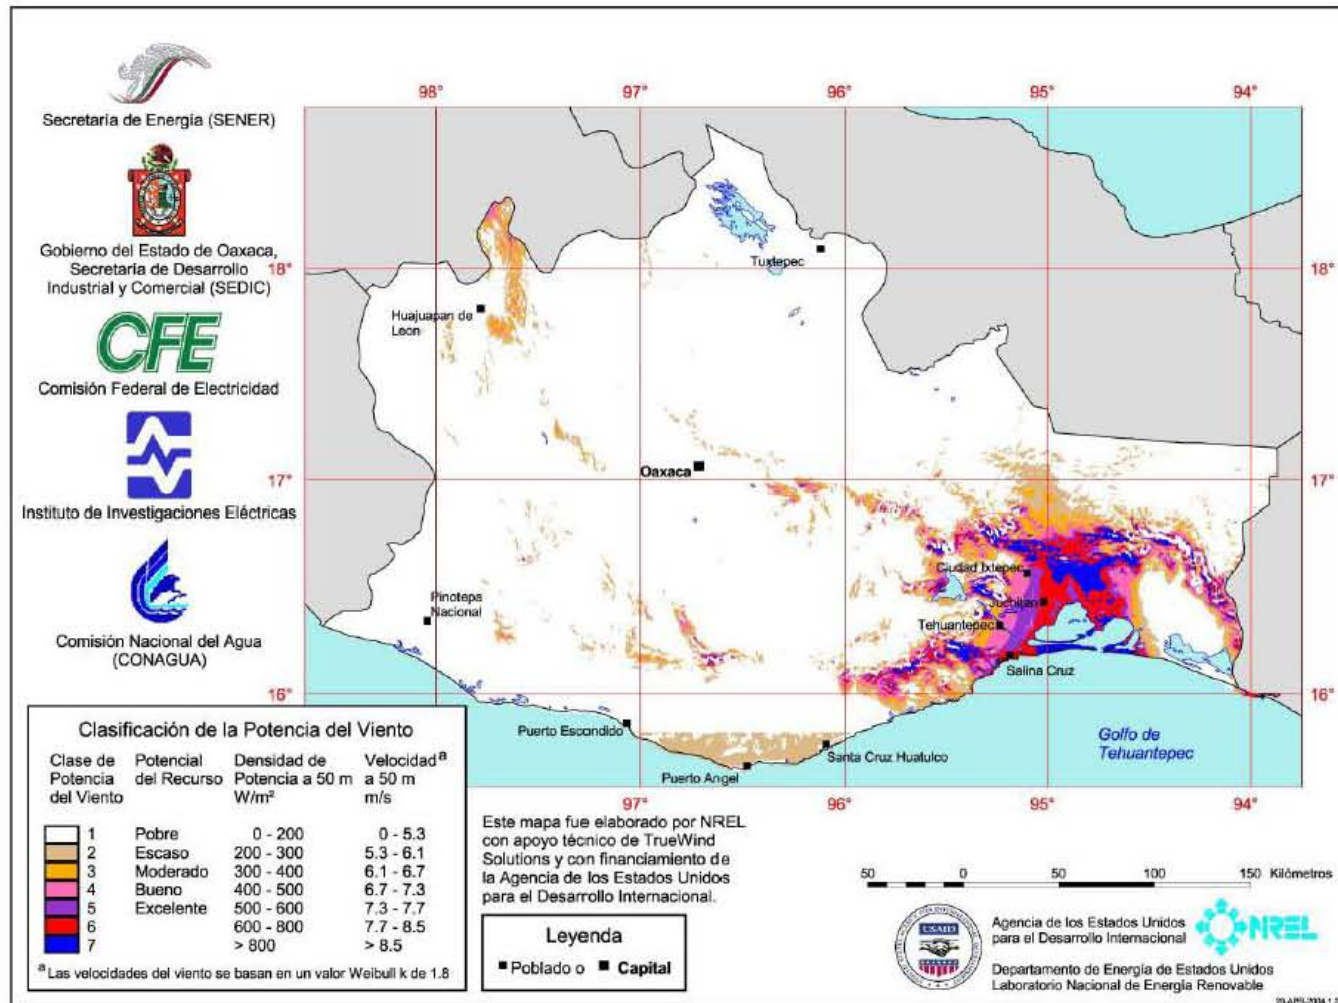 Secretaría de Energía (SENER)
Gobierno del Estado de Oaxaca,
Secretaría de Desarrollo
Industrial y Comercial (SEDIC)
CFE
Comisión Federal de Electricidad
Instituto de Investigaciones Eléctricas
Comisión Nacional del Agua
(CONAGUA)
98° 97° 96° 95° 94°
18° 18°
17° 17°
16° 16°
97° 96° 95° 94°
Tuxtepec
Huajuapan de
Leon
Oaxaca
Pinotepa
Nacional
Ciudad Ixtepec
Juchitan
Tehuantepec
Salina Cruz
Puerto Escondido
Santa Cruz Huatulco
Puerto Angel
Golfo de
Tehuantepec
Clasificación de la Potencia del Viento
Clase de Potencia del Viento
Potencial del Recurso
Densidad de Potencia a 50 m W/m²
Velocidad a a 50 m m/s
1 Pobre 0 - 200 0 - 5.3
2 Escaso 200 - 300 5.3 - 6.1
3 Moderado 300 - 400 6.1 - 6.7
4 Bueno 400 - 500 6.7 - 7.3
5 Excelente 500 - 600 7.3 - 7.7
6 600 - 800 7.7 - 8.5
7 > 800 > 8.5
a Las velocidades del viento se basan en un valor Weibull k de 1.8
Este mapa fue elaborado por NREL
con apoyo técnico de TrueWind
Solutions y con financiamiento de
la Agencia de los Estados Unidos
para el Desarrollo Internacional.
Leyenda
Poblado o Capital
50 0 50 100 150 Kilómetros
USAID
Agencia de los Estados Unidos
para el Desarrollo Internacional
NREL
Departamento de Energía de Estados Unidos
Laboratorio Nacional de Energía Renovable